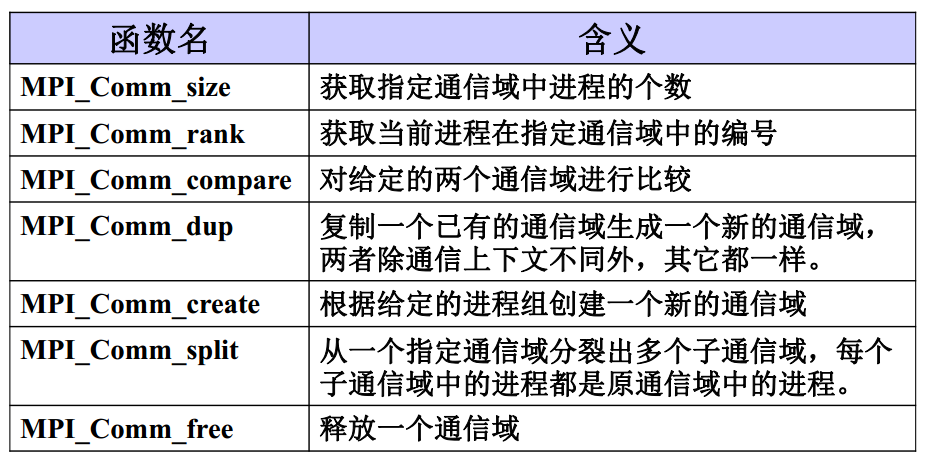 函数名 含义
MPI_Comm_size 获取指定通信域中进程的个数
MPI_Comm_rank 获取当前进程在指定通信域中的编号
MPI_Comm_compare 对给定的两个通信域进行比较
MPI_Comm_dup 复制一个已有的通信域生成一个新的通信域，
两者除通信上下文不同外，其它都一样。
MPI_Comm_create 根据给定的进程组创建一个新的通信域
MPI_Comm_split 从一个指定通信域分裂出多个子通信域，每个
子通信域中的进程都是原通信域中的进程。
MPI_Comm_free 释放一个通信域